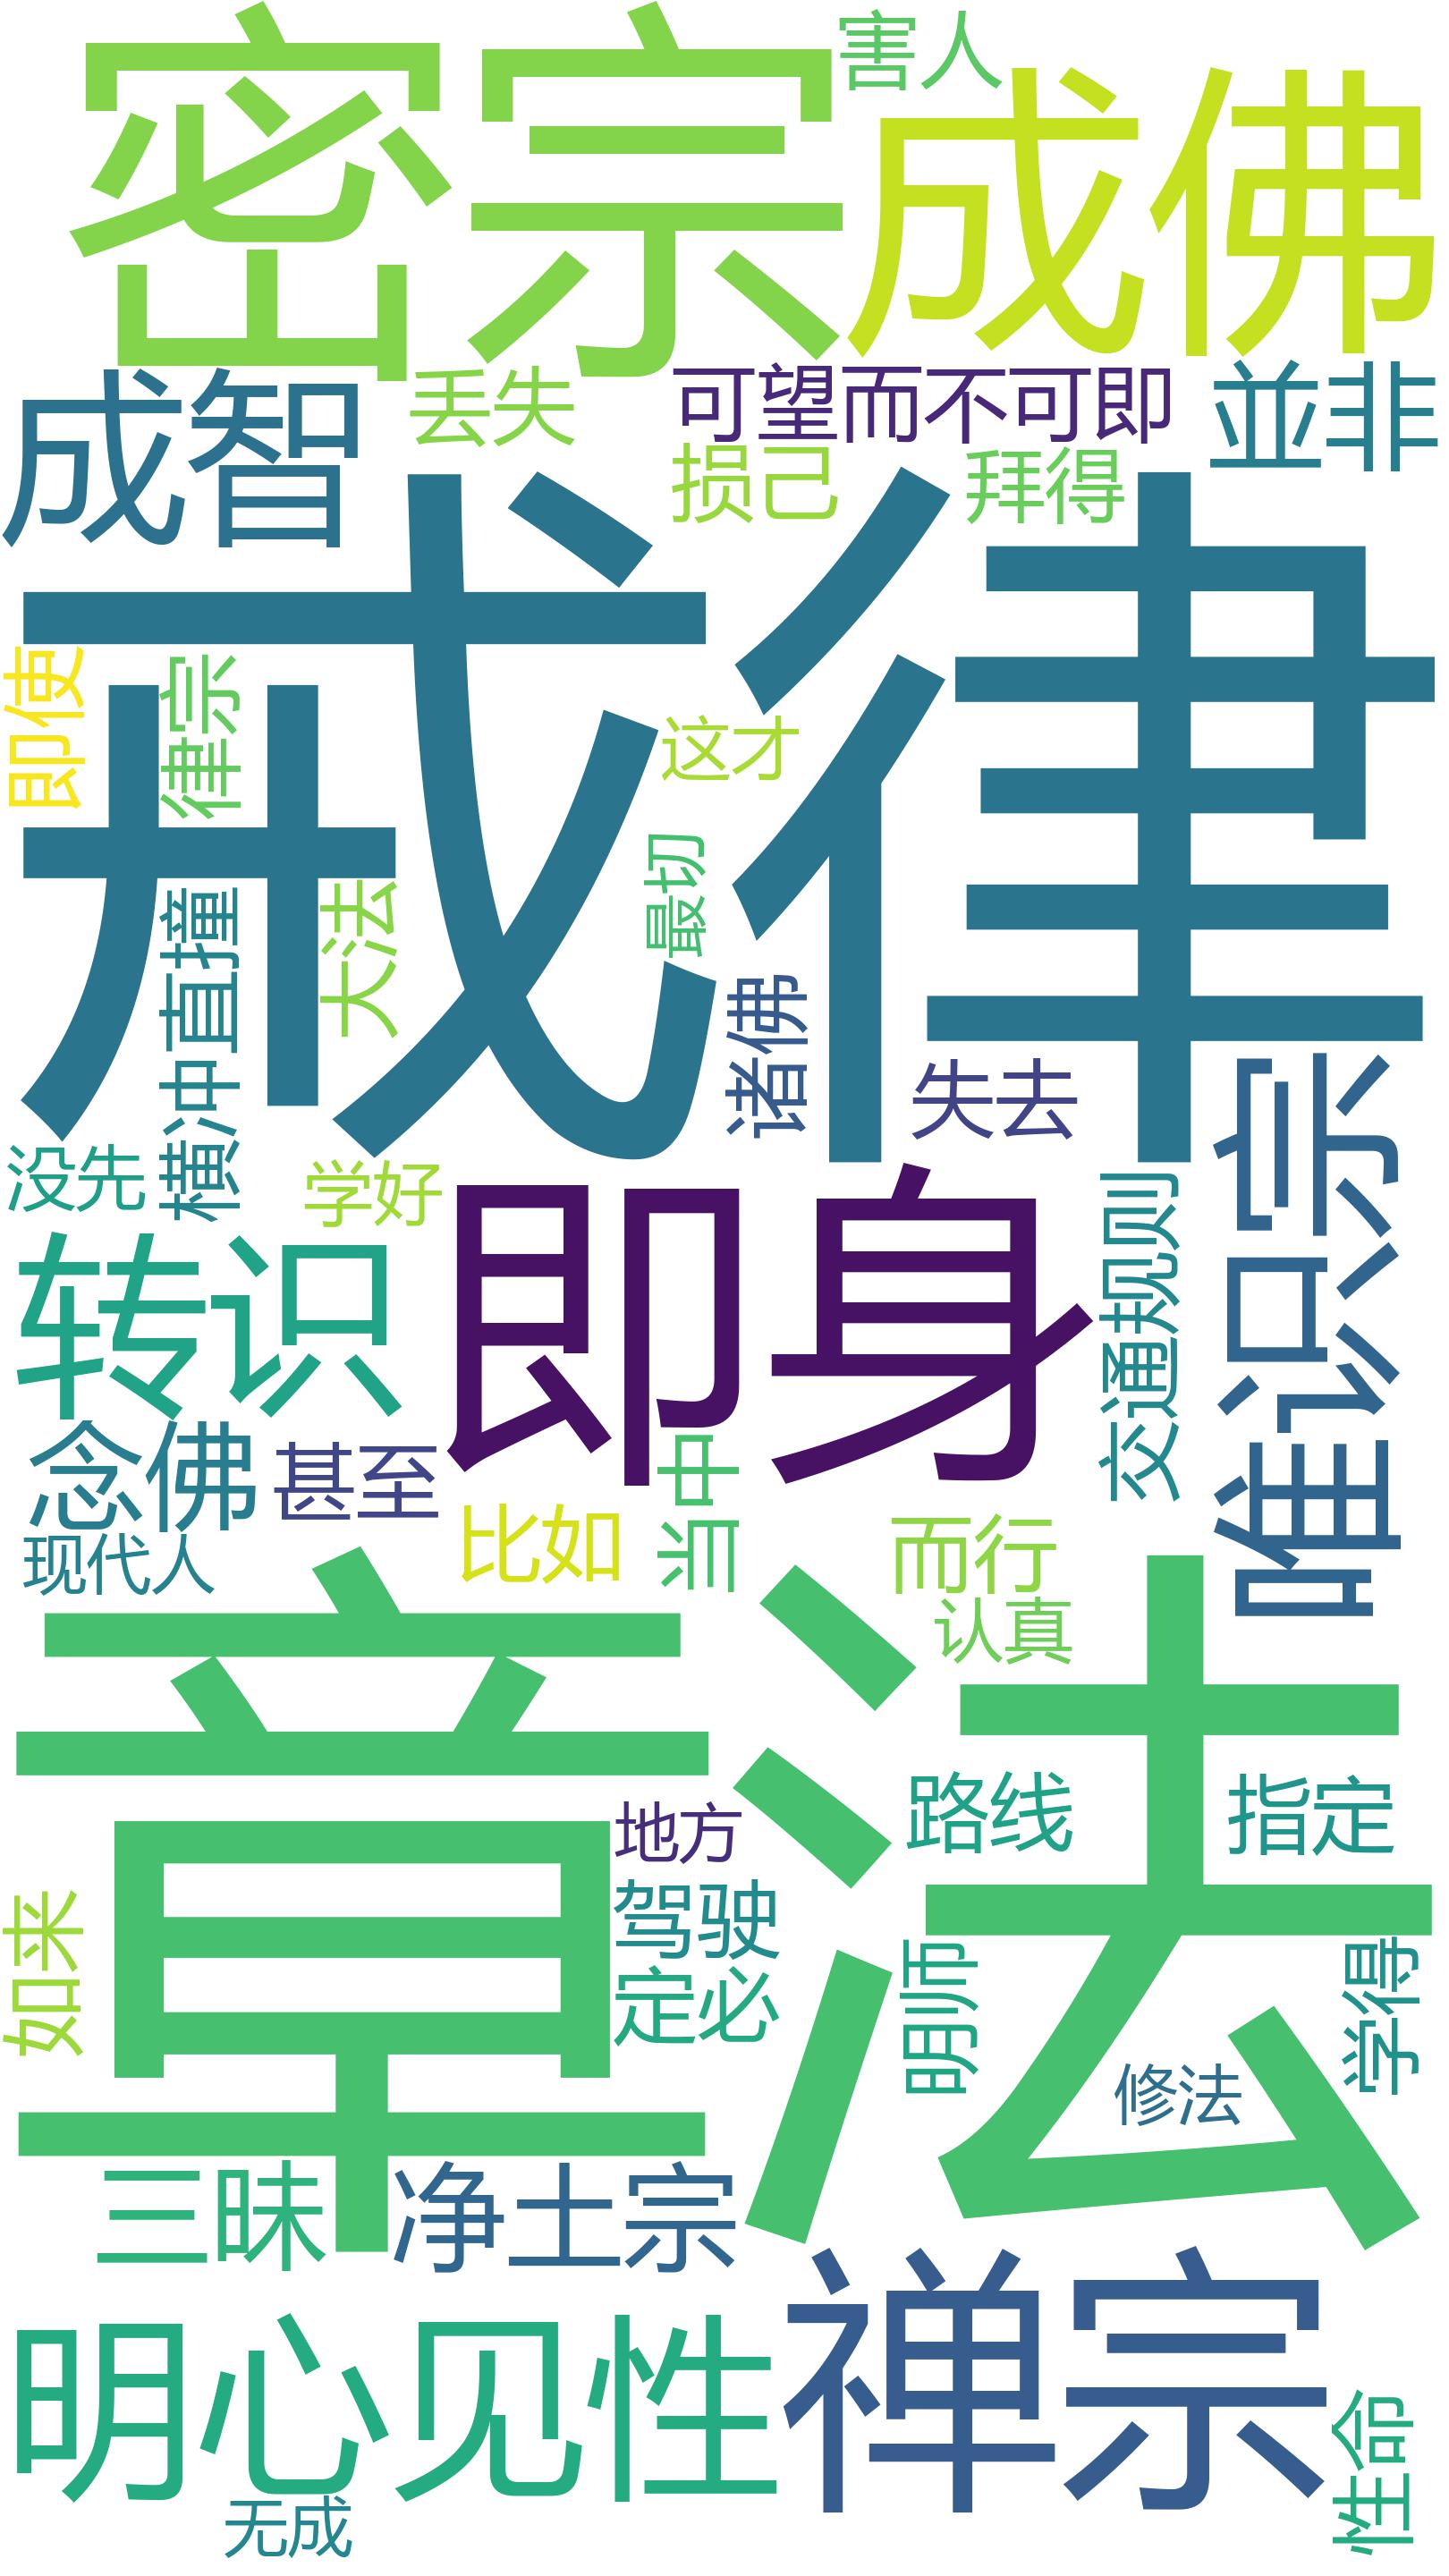 害人
密宗
成佛
成智
丢失
可望而不可即
並非
损己
拜得
戒律
即使
律宗
这才
最切
横冲直撞
大法
诸佛
失去
唯识宗
没先
学好
即身
交通规则
转识
念佛
甚至
当中
比如
而行
现代人
认真
章法
路线
指定
地方
如来
驾驶
定必
明师
学得
修法
三昧
净土宗
禅宗
明心见性
性命
无成